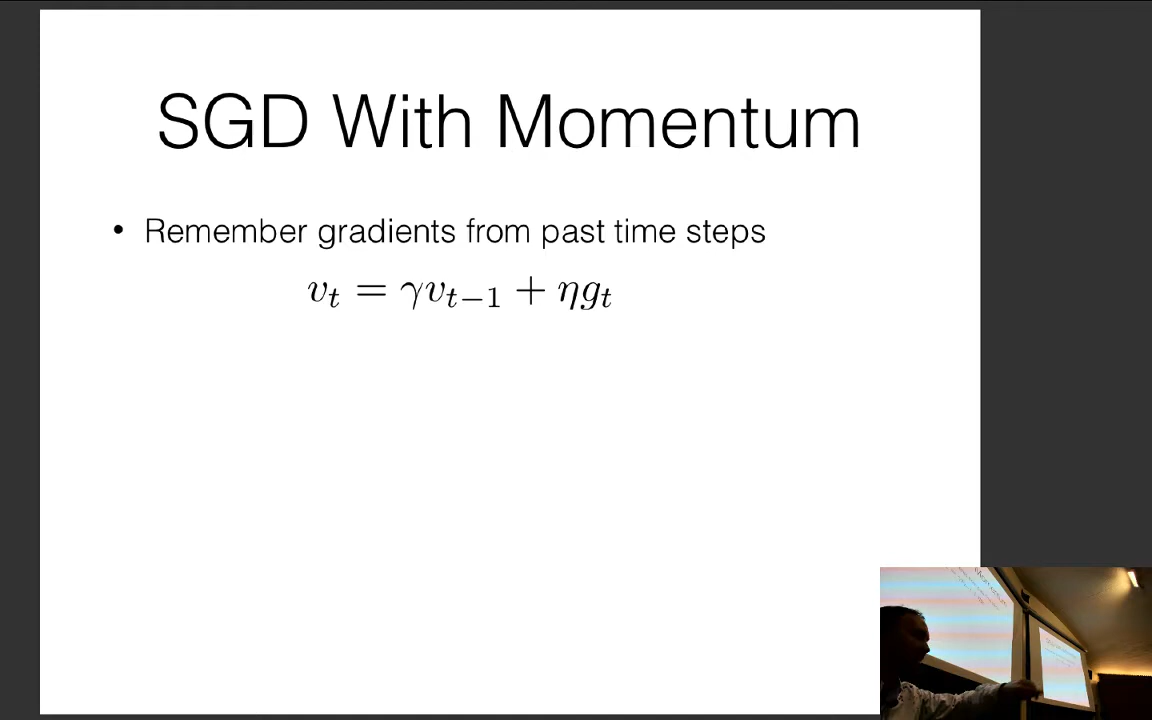 SGD With Momentum
• Remember gradients from past time steps
v_t = γv_{t−1} + ηg_t